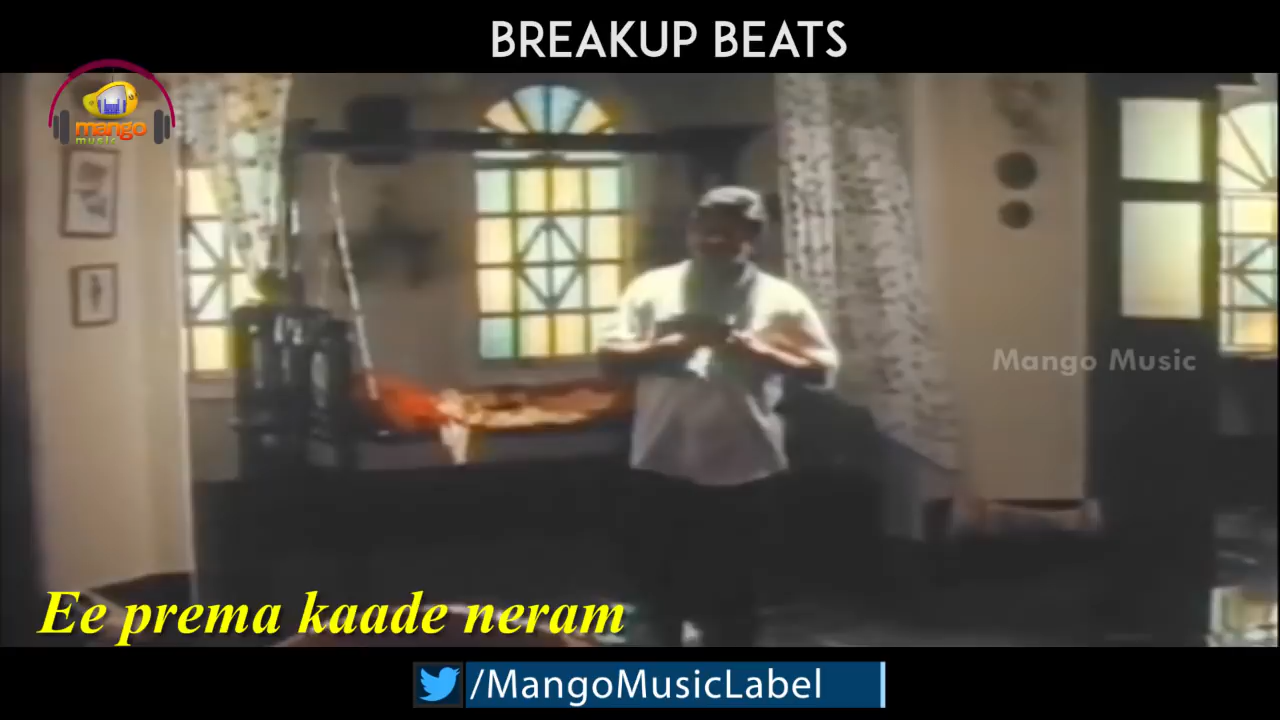 BREAKUP BEATS
mango
music
Mango Music
Ee prema kaade neram
/MangoMusicLabel